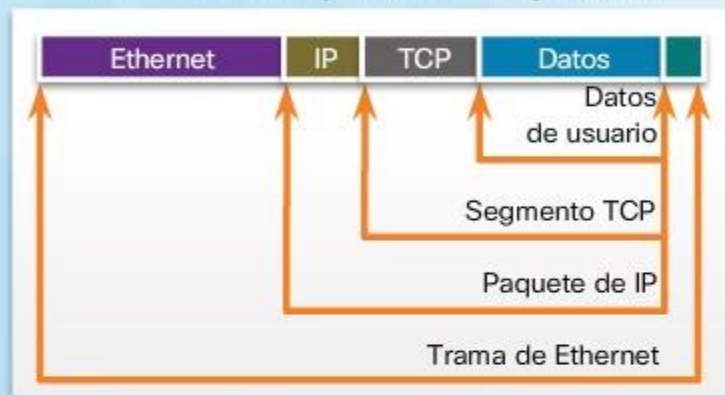 Ethernet IP TCP Datos
Datos
de usuario
Segmento TCP
Paquete de IP
Trama de Ethernet